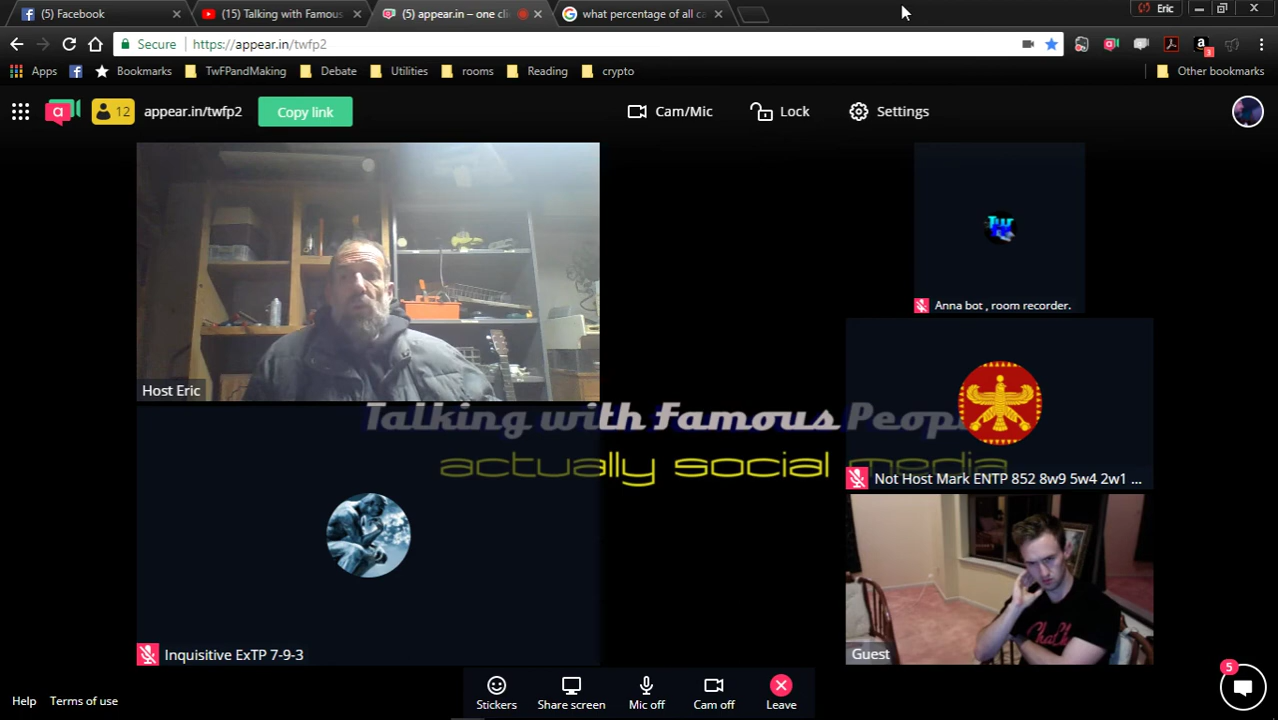 (5) Facebook
(15) Talking with Famous
(5) appear.in – one cli
what percentage of all ca
Eric
Secure
https://appear.in/twfp2
3
Apps
Bookmarks
TwFPandMaking
Debate
Utilities
rooms
Reading
crypto
Other bookmarks
a
12
appear.in/twfp2
Copy link
Cam/Mic
Lock
Settings
Host Eric
Anna bot , room recorder.
Talking with Famous Peop
actually social media
Not Host Mark ENTP 852 8w9 5w4 2w1 ...
Inquisitive ExTP 7-9-3
Guest
Help
Terms of use
Stickers
Share screen
Mic off
Cam off
Leave
5